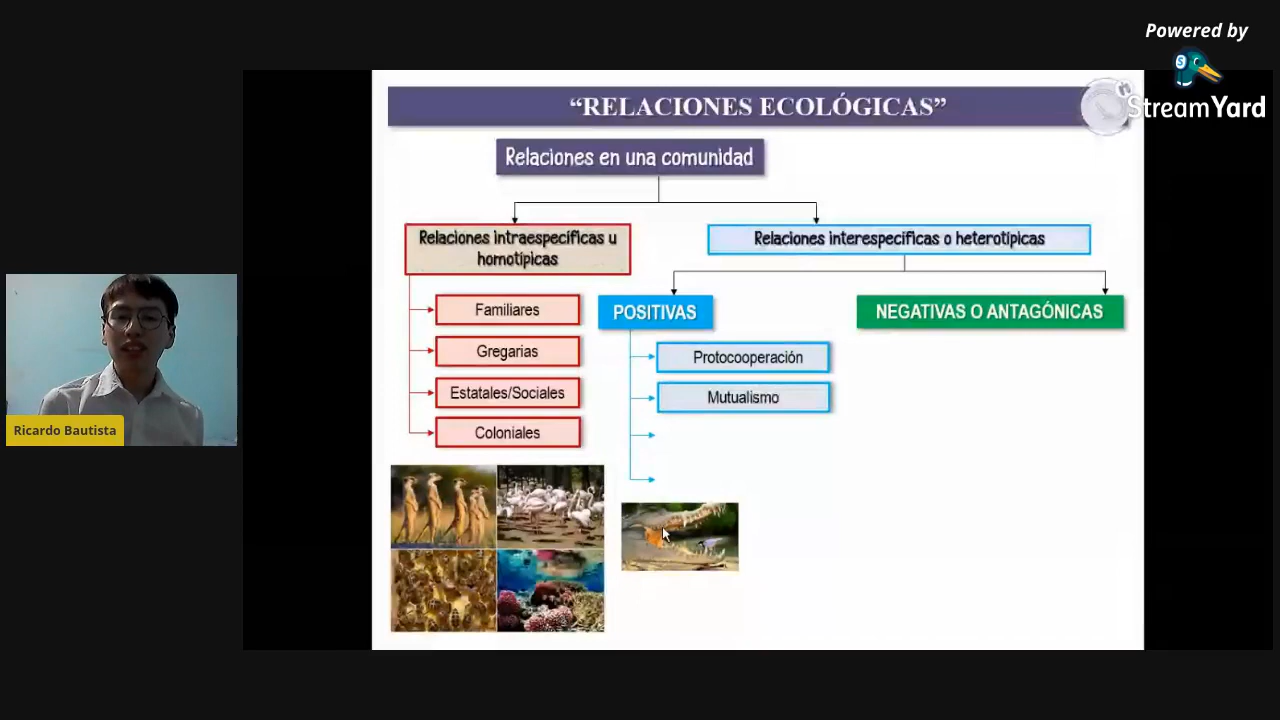 Powered by
StreamYard
“RELACIONES ECOLÓGICAS”
Relaciones en una comunidad
Relaciones intraespecíficas u
homotípicas
Relaciones interespecíficas o heterotípicas
Familiares
Gregarias
Estatales/Sociales
Coloniales
POSITIVAS
Protocooperación
Mutualismo
NEGATIVAS O ANTAGÓNICAS
Ricardo Bautista